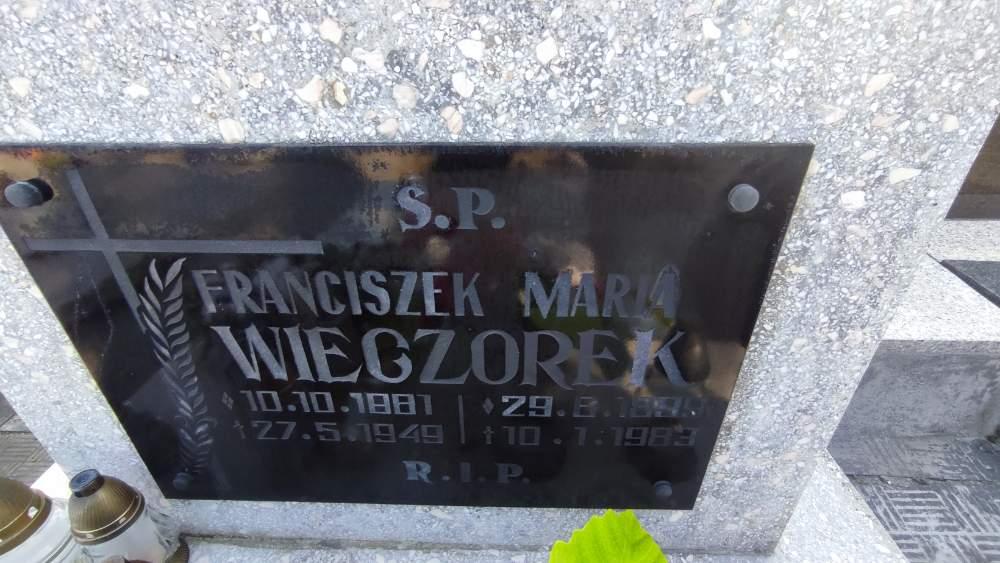 S.P.
FRANCISZEK MARIA
WIECZOREK
10.10.1881
27.5.1949 † 10.1.1983
R.I.P.